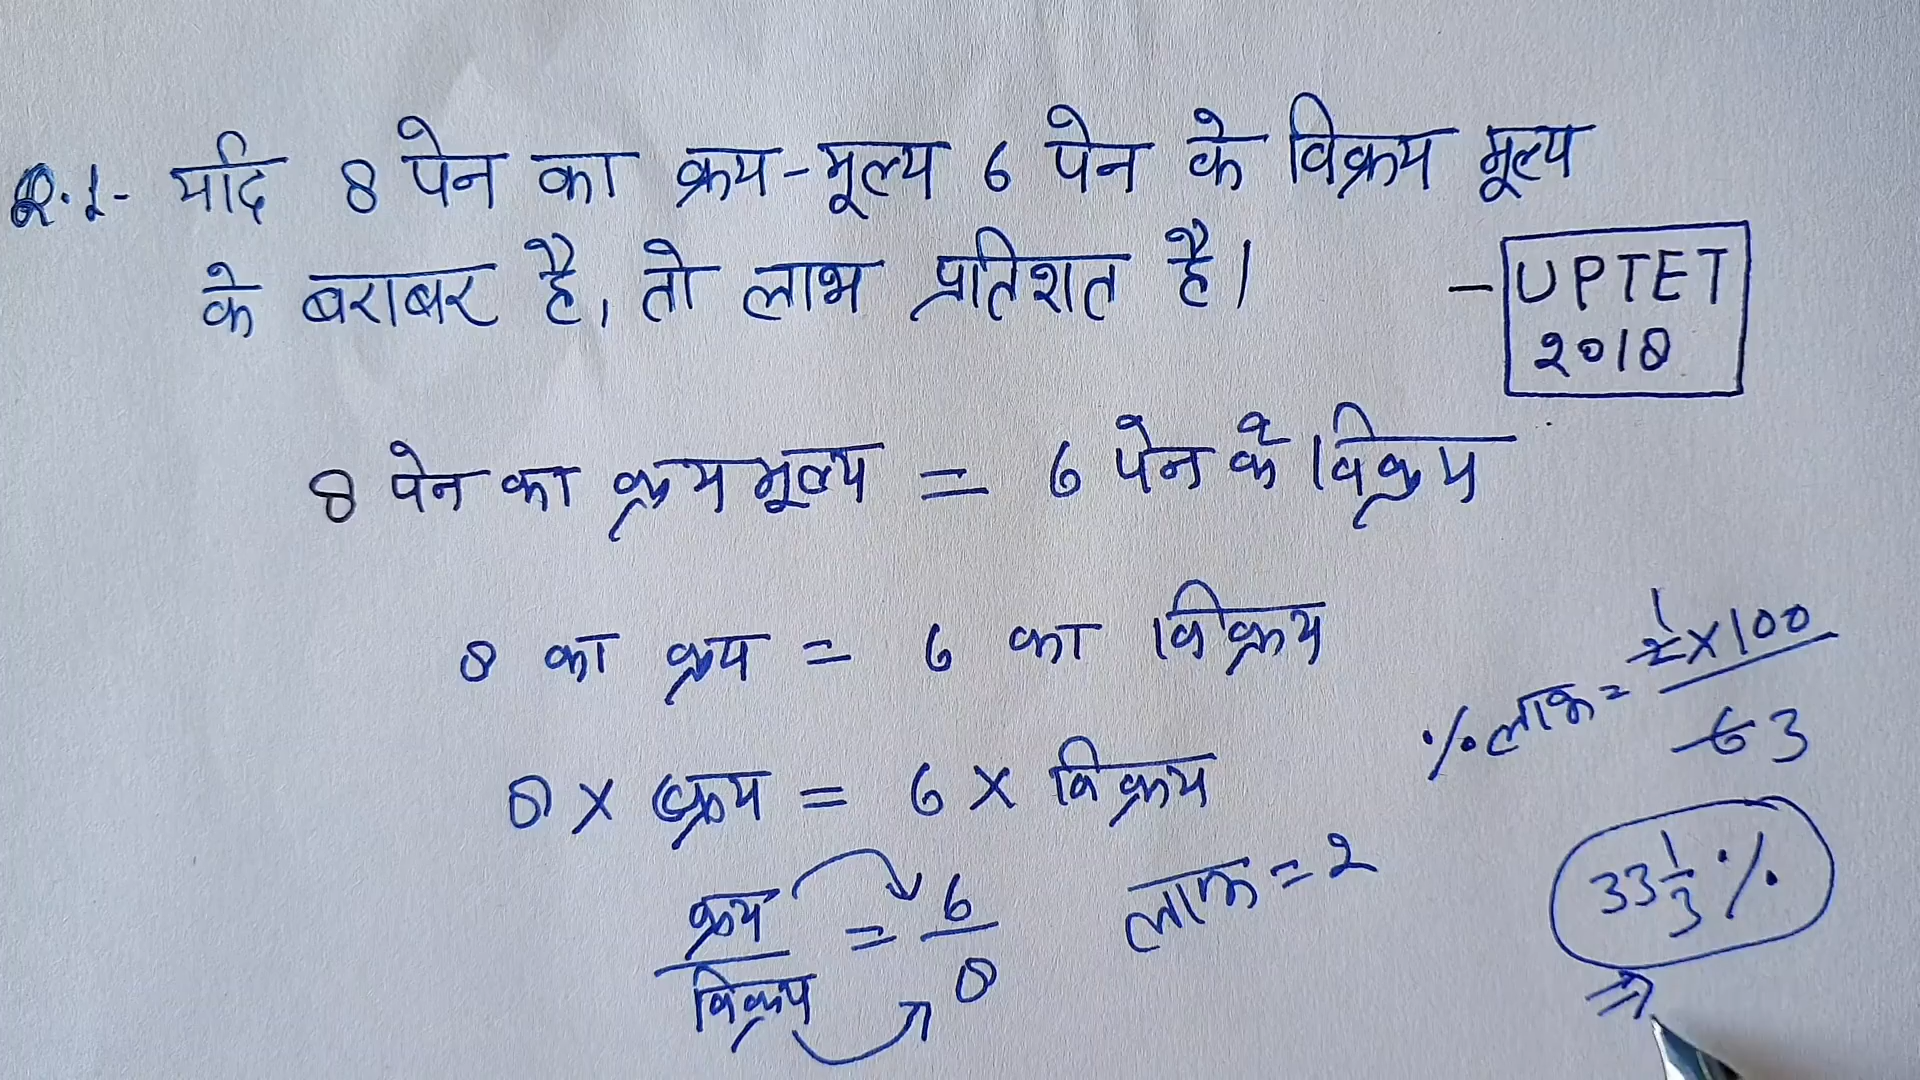 Q.1- यदि 8 पेन का क्रय-मूल्य 6 पेन के विक्रय मूल्य
के बराबर है, तो लाभ प्रतिशत है।
- UPTET
2018
8 पेन का क्रय मूल्य = 6 पेन के विक्रय
8 का क्रय = 6 का विक्रय
8 × क्रय = 6 × विक्रय
क्रय/विक्रय = 6/8
लाभ = 2
% लाभ = 2 1 × 100 / 6 3
33 1/3 %